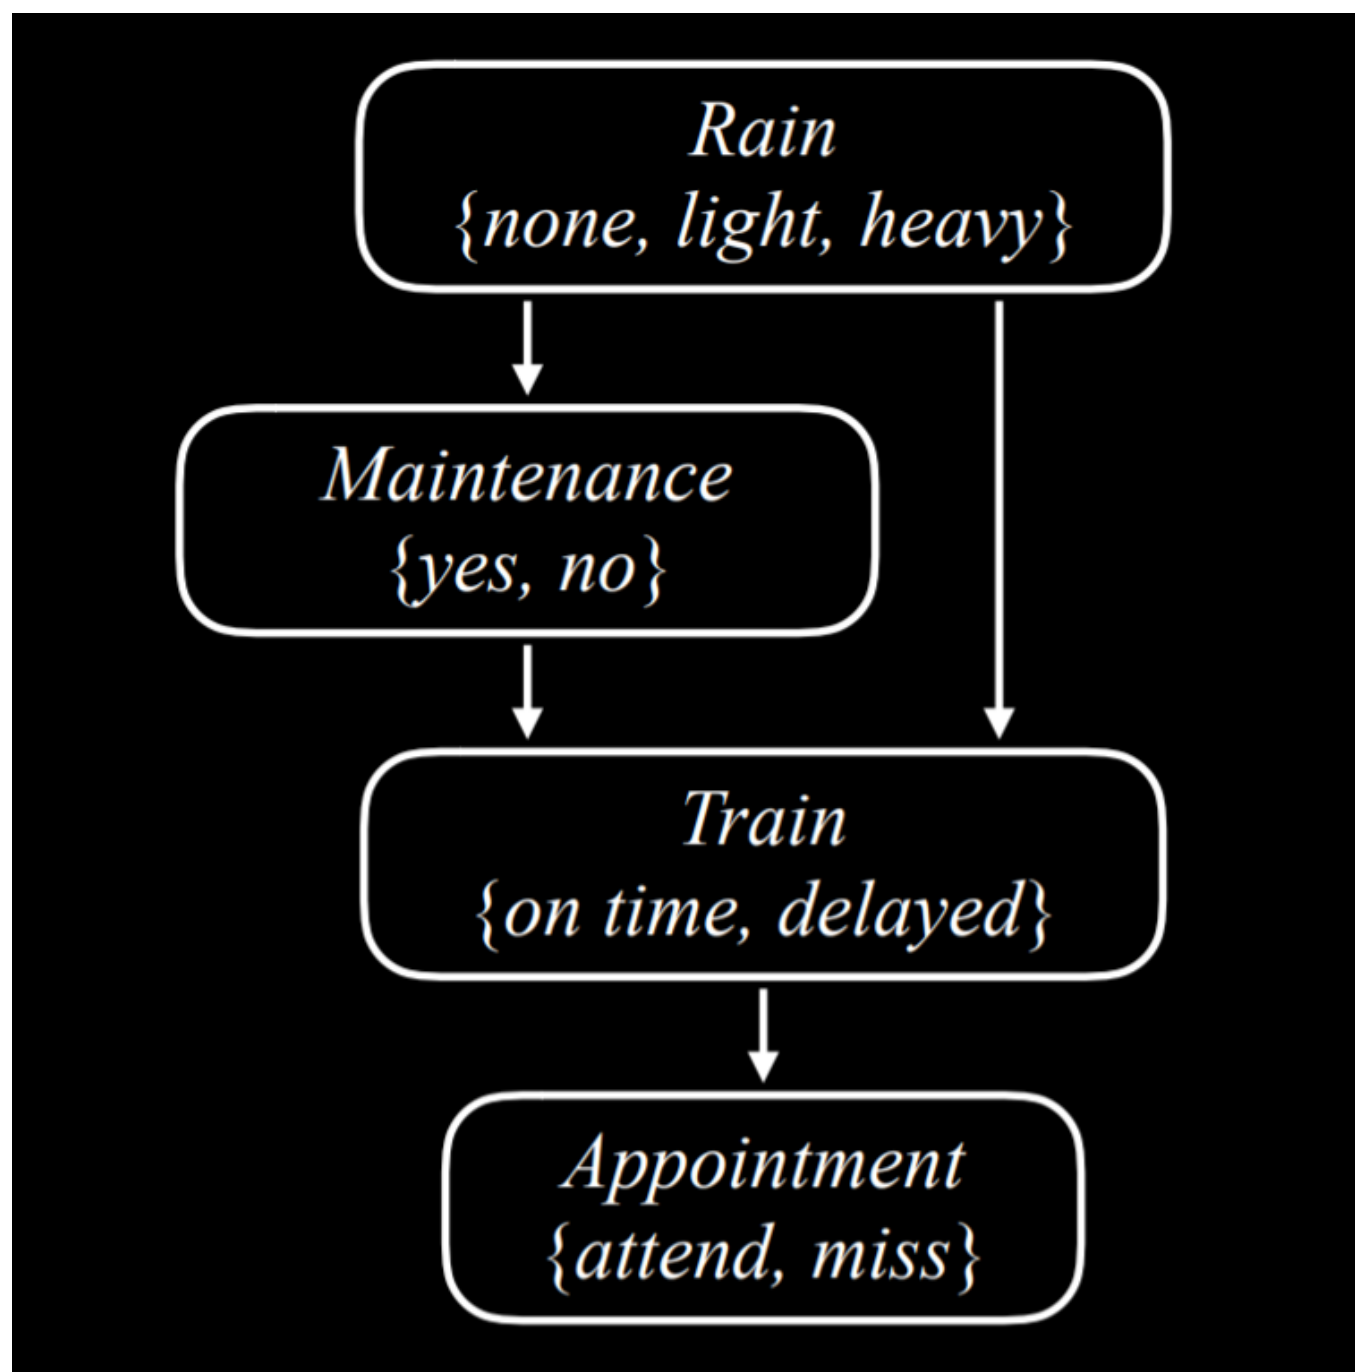 Rain
{none, light, heavy}
Maintenance
{yes, no}
Train
{on time, delayed}
Appointment
{attend, miss}